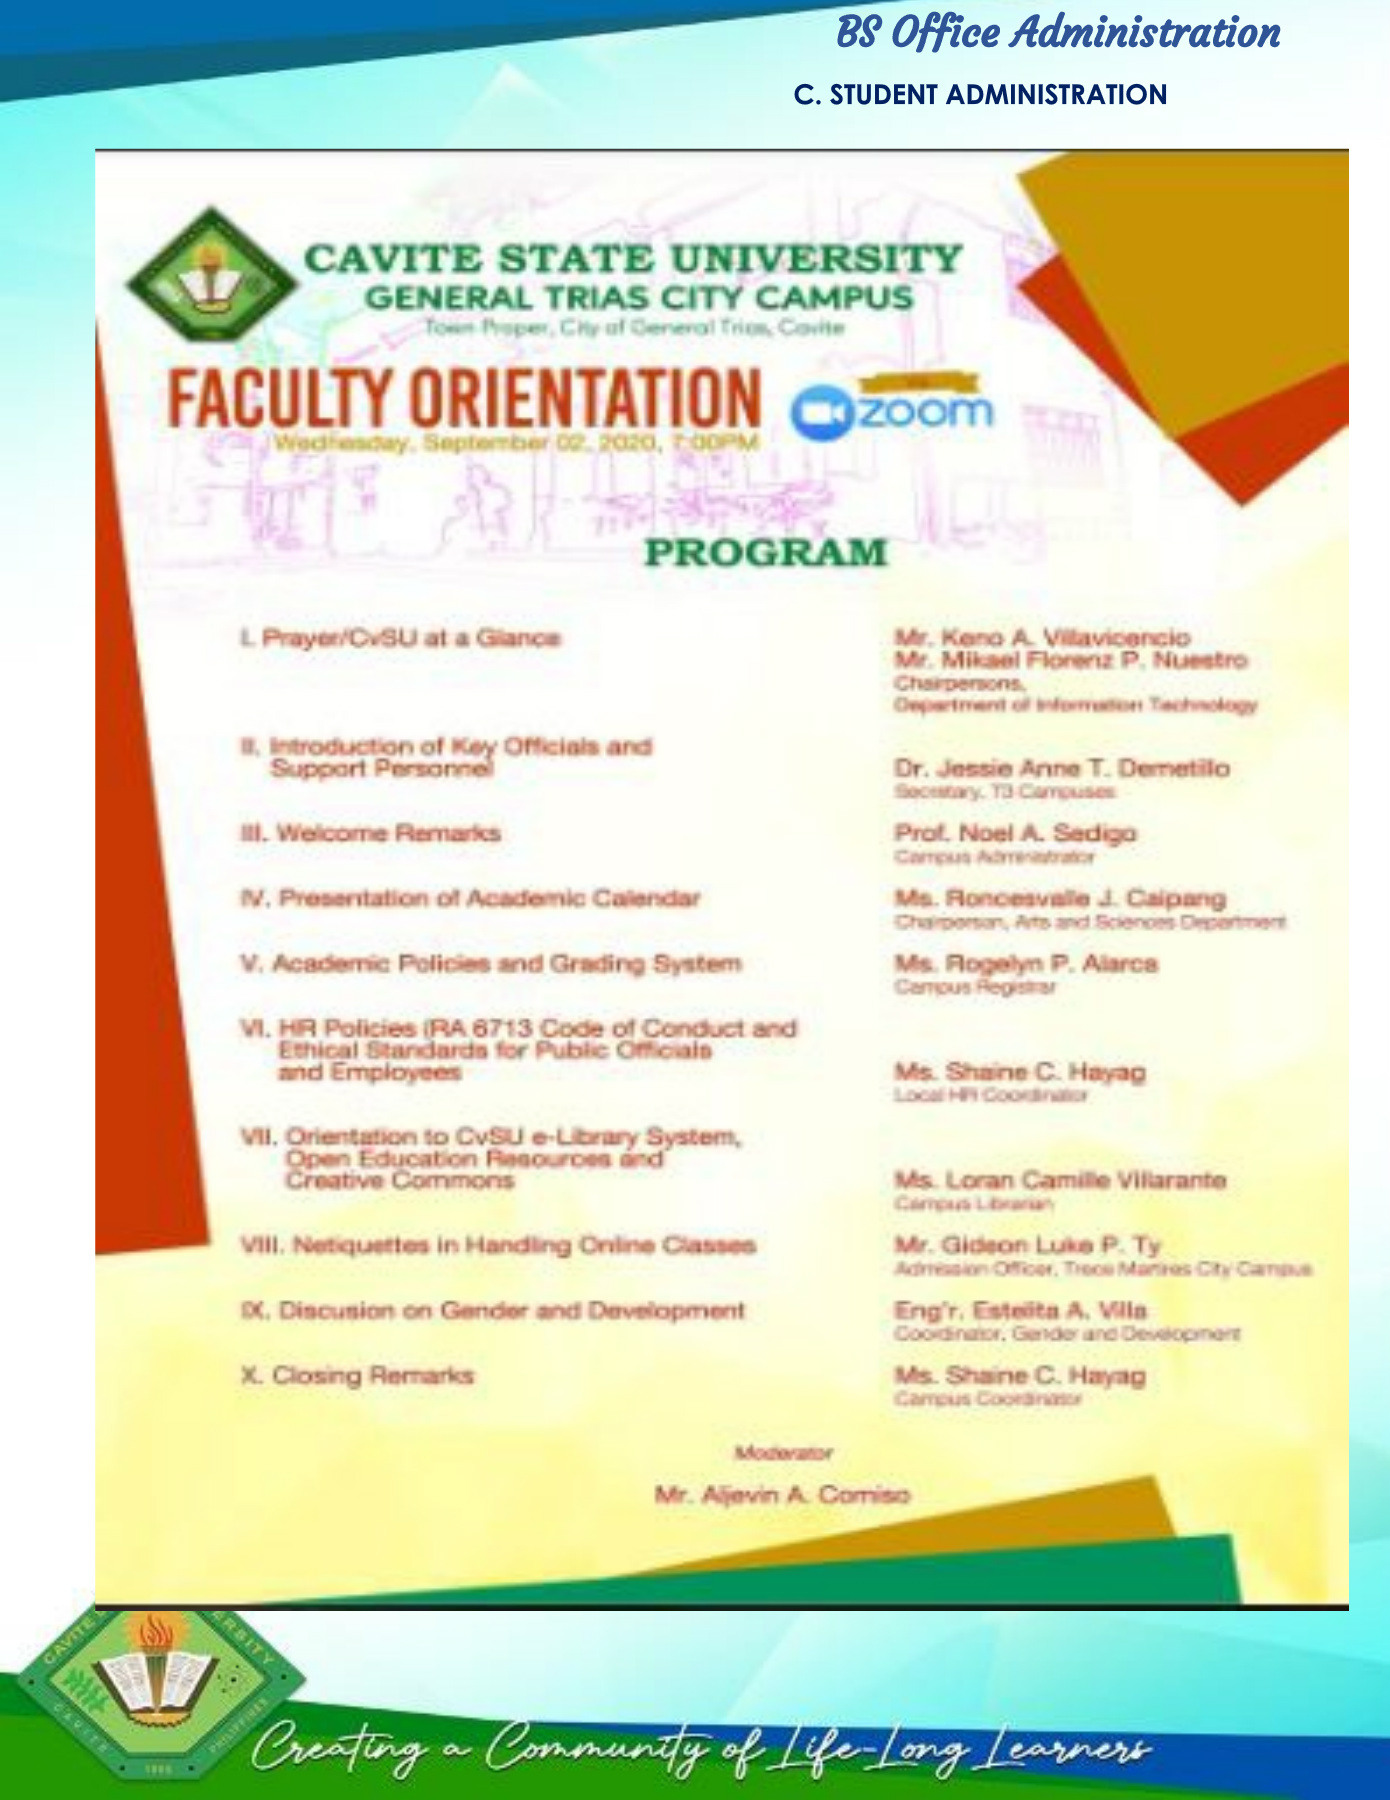 BS Office Administration
C. STUDENT ADMINISTRATION
CAVITE STATE UNIVERSITY
GENERAL TRIAS CITY CAMPUS
Town Proper, City of General Trias, Cavite
FACULTY ORIENTATION
zoom
Wednesday, September 02, 2020, 7:00PM
PROGRAM
I. Prayer/CvSU at a Glance
Mr. Keno A. Villavicencio
Mr. Mikael Florenz P. Nuestro
Chairpersons,
Department of Information Technology
II. Introduction of Key Officials and
Support Personnel
Dr. Jessie Anne T. Demetillo
Secretary, T3 Campuses
III. Welcome Remarks
Prof. Noel A. Sedigo
Campus Administrator
IV. Presentation of Academic Calendar
Ms. Roncesvalle J. Caipang
Chairperson, Arts and Sciences Department
V. Academic Policies and Grading System
Ms. Rogelyn P. Alarca
Campus Registrar
VI. HR Policies (RA 6713 Code of Conduct and
Ethical Standards for Public Officials
and Employees
Ms. Shaine C. Hayag
Local HR Coordinator
VII. Orientation to CvSU e-Library System,
Open Education Resources and
Creative Commons
Ms. Loran Camille Villarante
Campus Librarian
VIII. Netiquettes in Handling Online Classes
Mr. Gideon Luke P. Ty
Admission Officer, Trece Martires City Campus
IX. Discusion on Gender and Development
Eng'r. Estelita A. Villa
Coordinator, Gender and Development
X. Closing Remarks
Ms. Shaine C. Hayag
Campus Coordinator
Moderator
Mr. Aljevin A. Comiso
CAVITE
CAVITE
PHILIPPINES
Creating a Community of Life-Long Learners